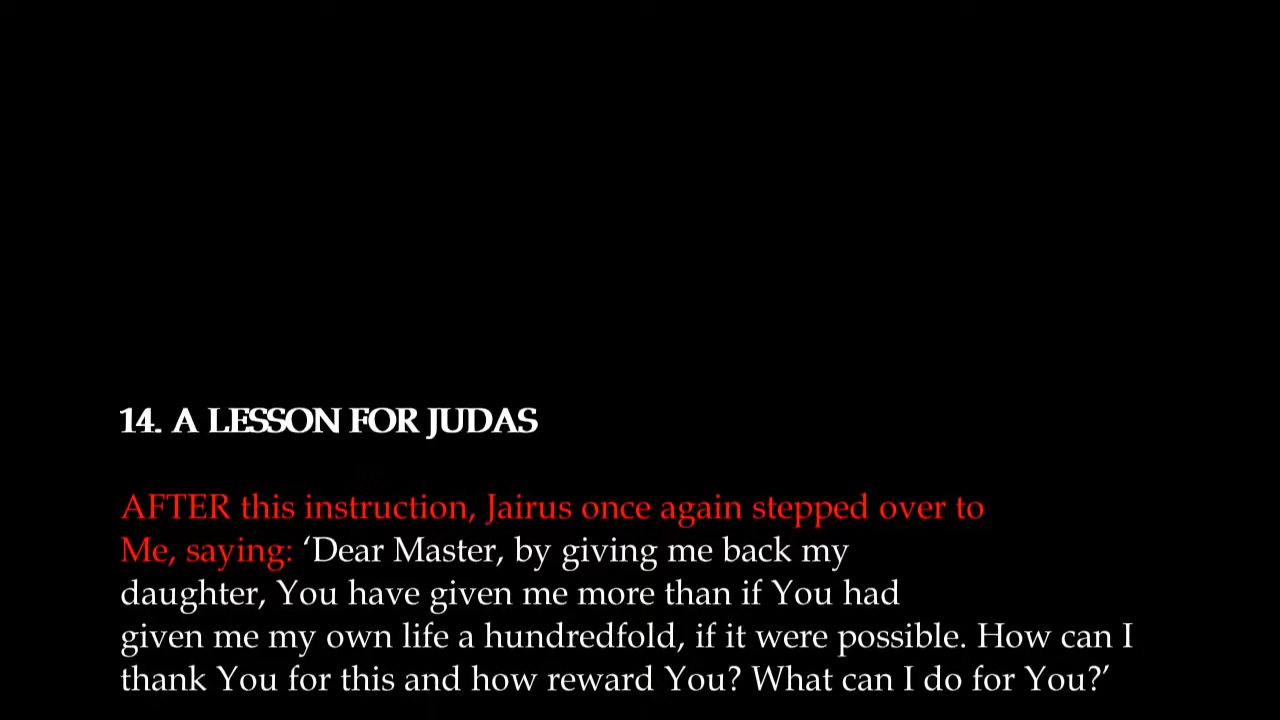 14. A LESSON FOR JUDAS
AFTER this instruction, Jairus once again stepped over to
Me, saying: ‘Dear Master, by giving me back my
daughter, You have given me more than if You had
given me my own life a hundredfold, if it were possible. How can I
thank You for this and how reward You? What can I do for You?’